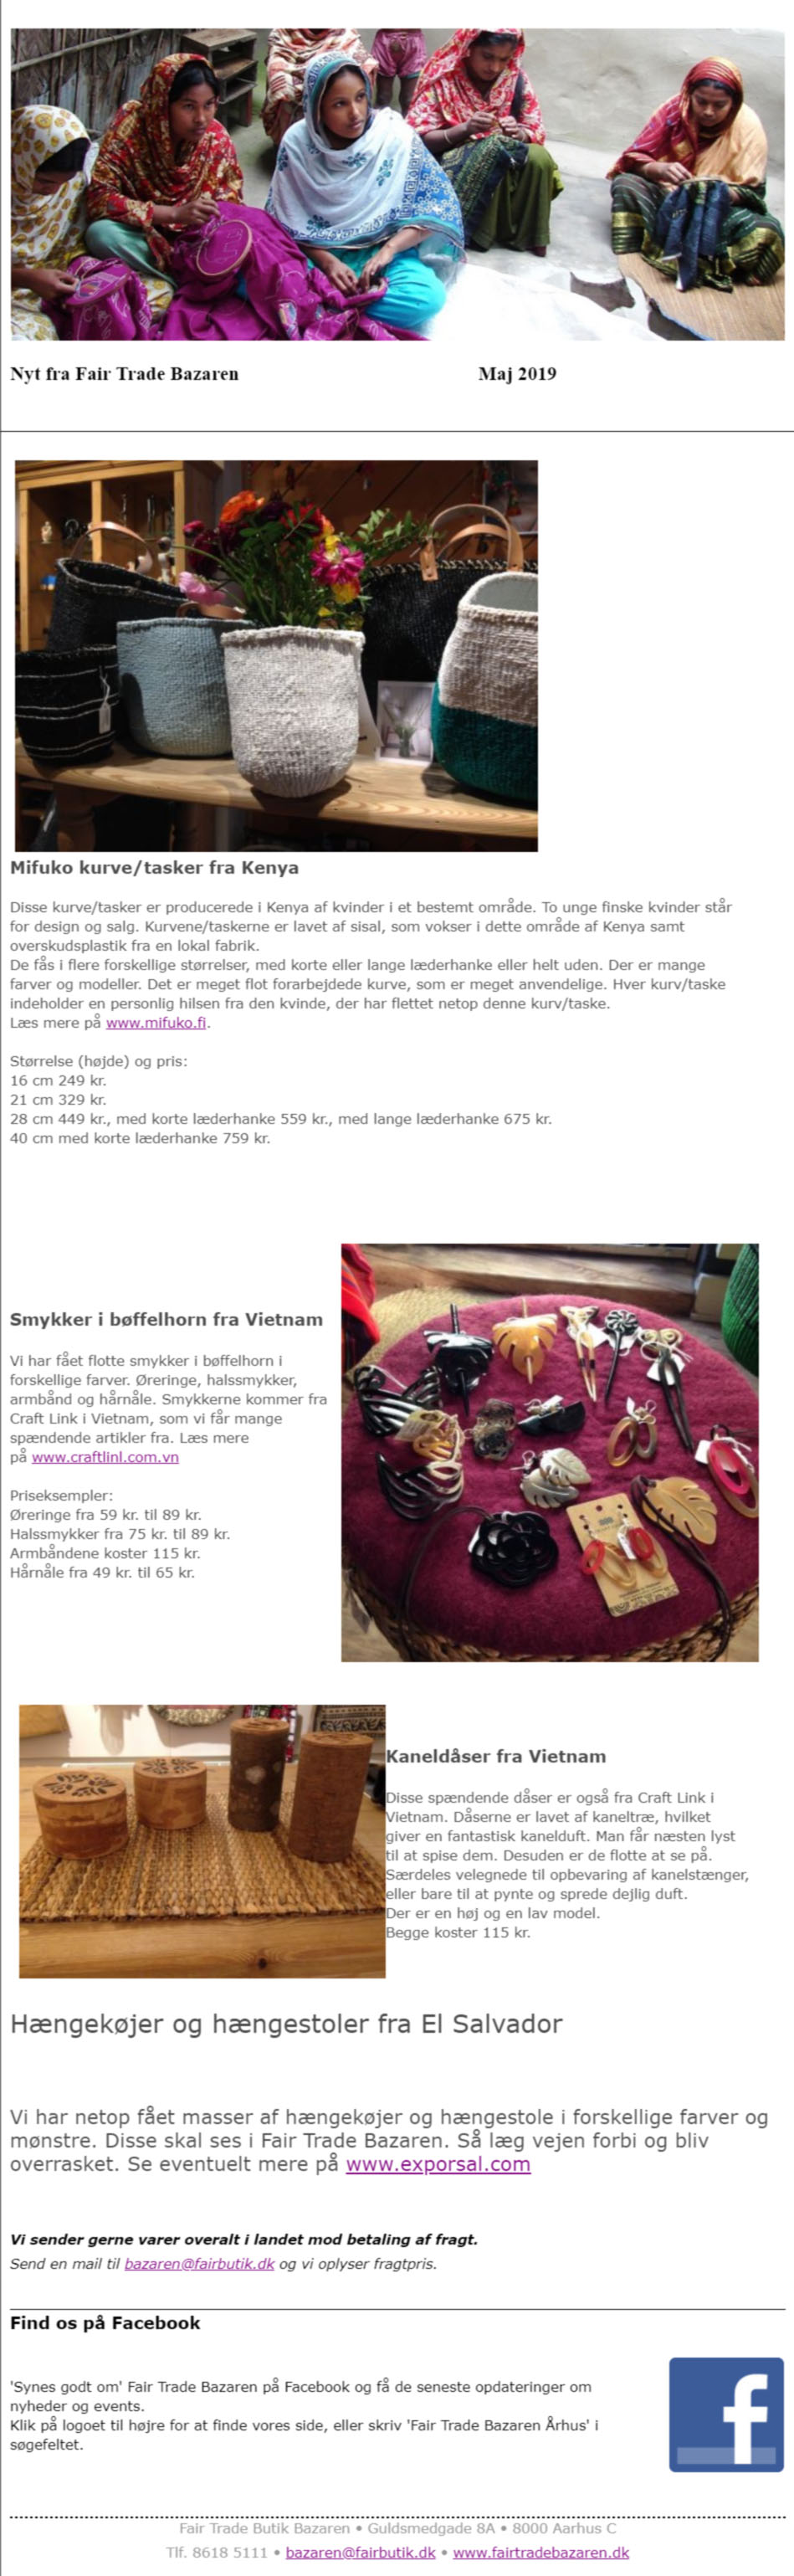 Nyt fra Fair Trade Bazaren Maj 2019
Mifuko kurve/tasker fra Kenya
Disse kurve/tasker er producerede i Kenya af kvinder i et bestemt område. To unge finske kvinder står
for design og salg. Kurvene/taskerne er lavet af sisal, som vokser i dette område af Kenya samt
overskudsplastik fra en lokal fabrik.
De fås i flere forskellige størrelser, med korte eller lange læderhanke eller helt uden. Der er mange
farver og modeller. Det er meget flot forarbejdede kurve, som er meget anvendelige. Hver kurv/taske
indeholder en personlig hilsen fra den kvinde, der har flettet netop denne kurv/taske.
Læs mere på www.mifuko.fi.
Størrelse (højde) og pris:
16 cm 249 kr.
21 cm 329 kr.
28 cm 449 kr., med korte læderhanke 559 kr., med lange læderhanke 675 kr.
40 cm med korte læderhanke 759 kr.
Smykker i bøffelhorn fra Vietnam
Vi har fået flotte smykker i bøffelhorn i
forskellige farver. Øreringe, halssmykker,
armbånd og hårnåle. Smykkerne kommer fra
Craft Link i Vietnam, som vi får mange
spændende artikler fra. Læs mere
på www.craftlinl.com.vn
Priseksempler:
Øreringe fra 59 kr. til 89 kr.
Halssmykker fra 75 kr. til 89 kr.
Armbåndene koster 115 kr.
Hårnåle fra 49 kr. til 65 kr.
Kaneldåser fra Vietnam
Disse spændende dåser er også fra Craft Link i
Vietnam. Dåserne er lavet af kaneltræ, hvilket
giver en fantastisk kanelduft. Man får næsten lyst
til at spise dem. Desuden er de flotte at se på.
Særdeles velegnede til opbevaring af kanelstænger,
eller bare til at pynte og sprede dejlig duft.
Der er en høj og en lav model.
Begge koster 115 kr.
Hængekøjer og hængestoler fra El Salvador
Vi har netop fået masser af hængekøjer og hængestole i forskellige farver og
mønstre. Disse skal ses i Fair Trade Bazaren. Så læg vejen forbi og bliv
overrasket. Se eventuelt mere på www.exporsal.com
Vi sender gerne varer overalt i landet mod betaling af fragt.
Send en mail til bazaren@fairbutik.dk og vi oplyser fragtpris.
Find os på Facebook
'Synes godt om' Fair Trade Bazaren på Facebook og få de seneste opdateringer om
nyheder og events.
Klik på logoet til højre for at finde vores side, eller skriv 'Fair Trade Bazaren Århus' i
søgefeltet.
f
Fair Trade Butik Bazaren • Guldsmedgade 8A • 8000 Aarhus C
Tlf. 8618 5111 • bazaren@fairbutik.dk • www.fairtradebazaren.dk